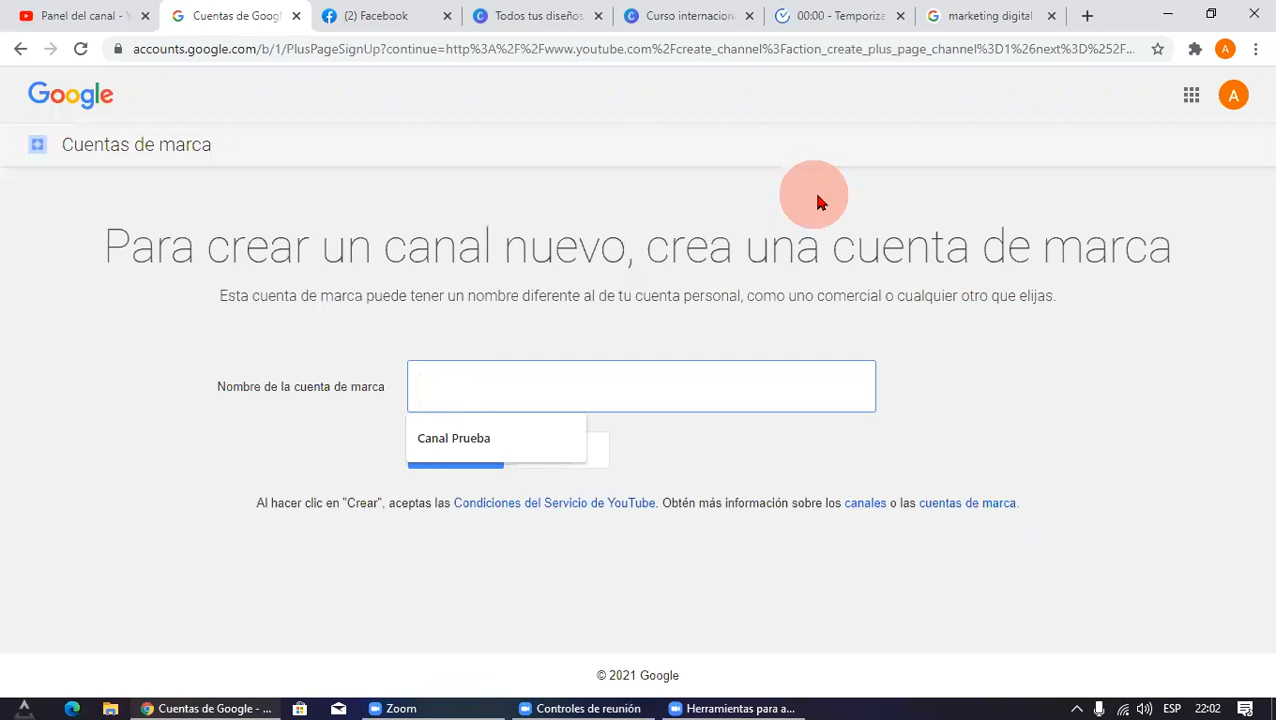 Panel del canal -
Cuentas de Googl
(2) Facebook
Todos tus diseños
Curso internacion
00:00 - Temporiza
marketing digital
accounts.google.com/b/1/PlusPageSignUp?continue=http%3A%2F%2Fwww.youtube.com%2Fcreate_channel%3Faction_create_plus_page_channel%3D1%26next%3D%252F...
A
Google
A
Cuentas de marca
Para crear un canal nuevo, crea una cuenta de marca
Esta cuenta de marca puede tener un nombre diferente al de tu cuenta personal, como uno comercial o cualquier otro que elijas.
Nombre de la cuenta de marca
Canal Prueba
Al hacer clic en "Crear", aceptas las Condiciones del Servicio de YouTube. Obtén más información sobre los canales o las cuentas de marca.
© 2021 Google
Cuentas de Google - ...
Zoom
Controles de reunión
Herramientas para a...
ESP
22:02